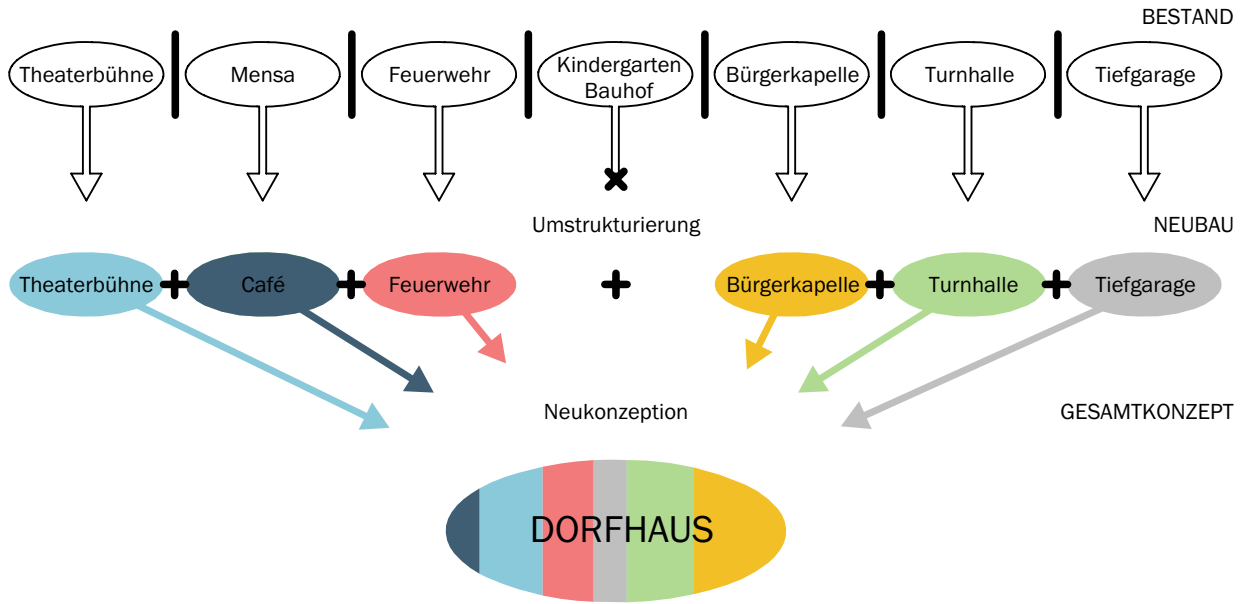 BESTAND
Theaterbühne
Mensa
Feuerwehr
Kindergarten
Bauhof
Bürgerkapelle
Turnhalle
Tiefgarage
Umstrukturierung
NEUBAU
Theaterbühne
Café
Feuerwehr
Bürgerkapelle
Turnhalle
Tiefgarage
Neukonzeption
GESAMTKONZEPT
DORFHAUS